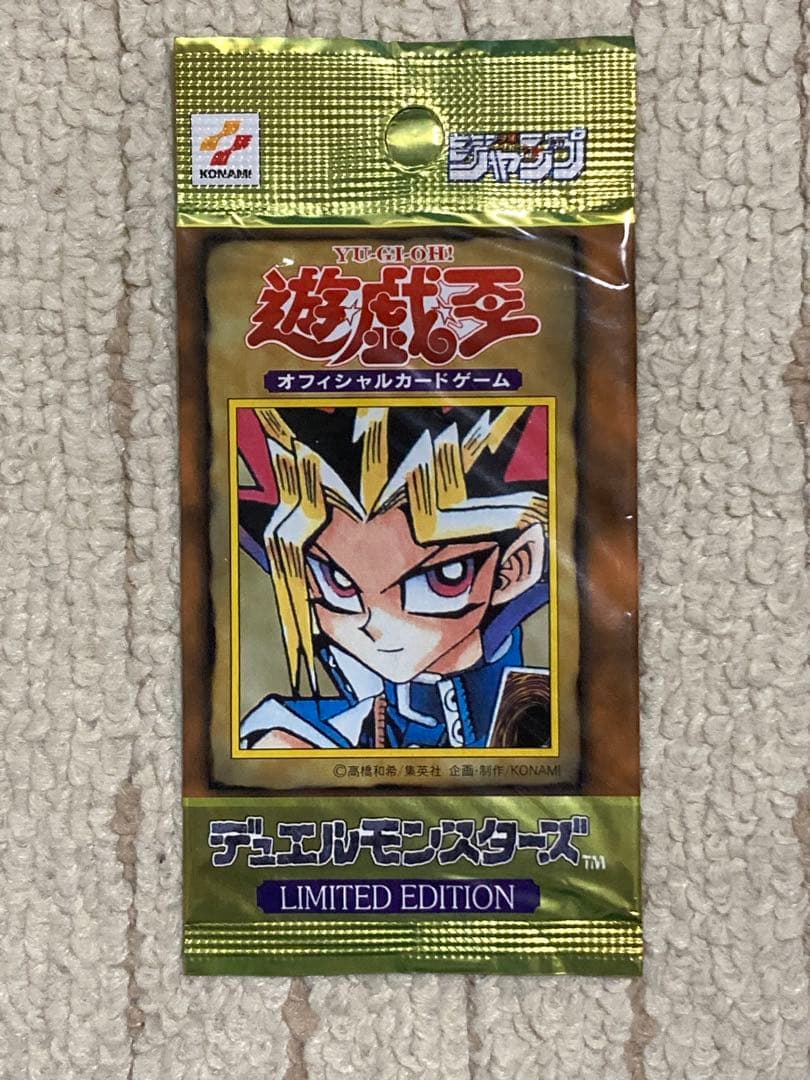 KONAMI
ジャンプ
YU-GI-OH!
遊戯王
オフィシャルカードゲーム
©高橋和希/集英社 企画・制作/KONAMI
デュエルモンスターズ™
LIMITED EDITION